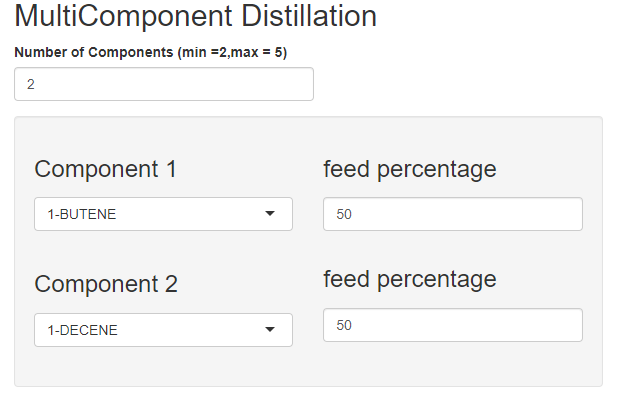 MultiComponent Distillation
Number of Components (min =2,max = 5)
2
Component 1
feed percentage
1-BUTENE
50
Component 2
feed percentage
1-DECENE
50